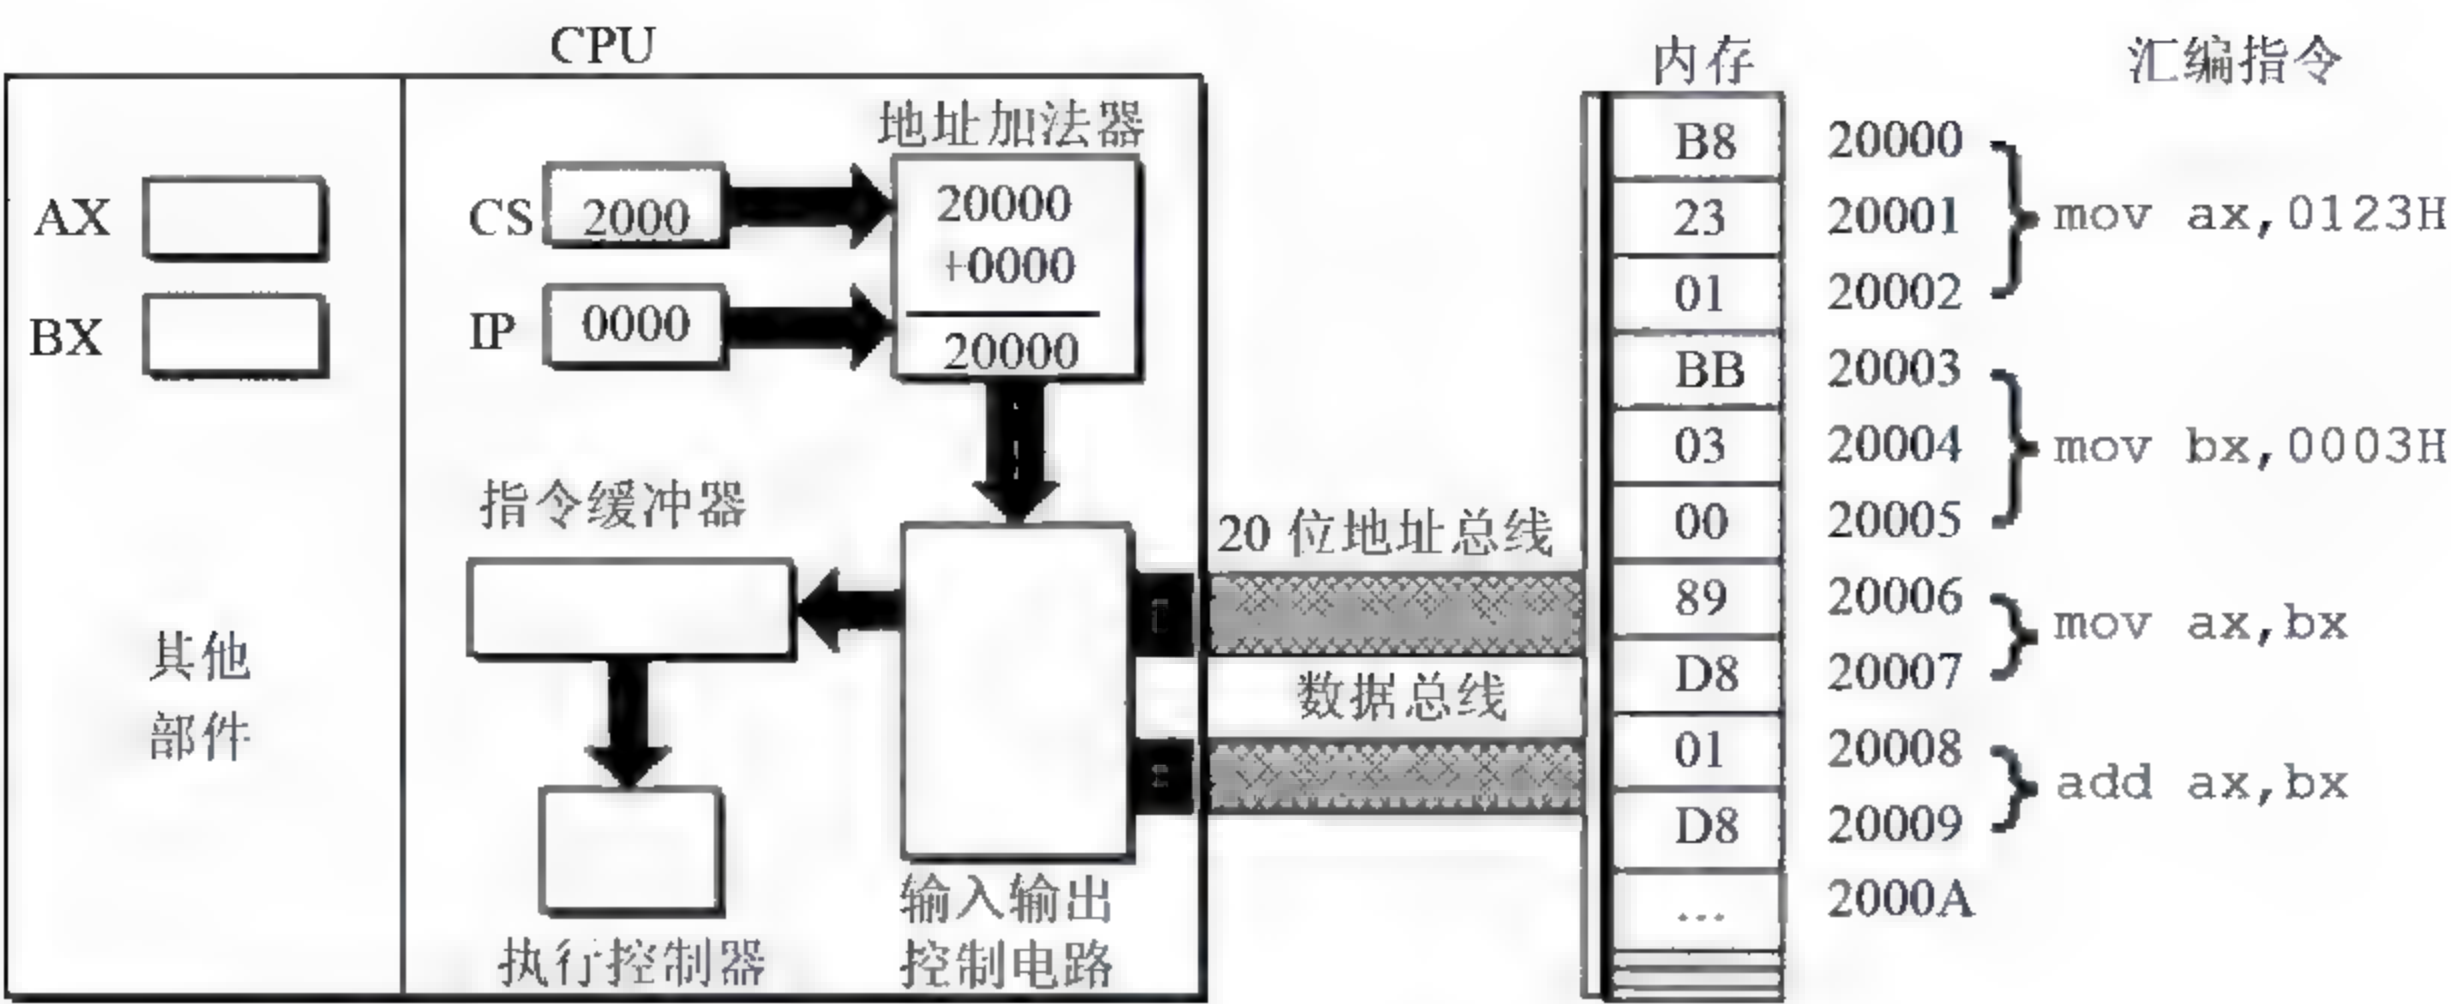 CPU
内存
汇编指令
地址加法器
AX
BX
CS
2000
IP
0000
20000
+0000
20000
指令缓冲器
其他
部件
执行控制器
输入输出
控制电路
20 位地址总线
数据总线
B8 20000
23 20001
01 20002
BB 20003
03 20004
00 20005
89 20006
D8 20007
01 20008
D8 20009
... 2000A
mov ax,0123H
mov bx,0003H
mov ax,bx
add ax,bx